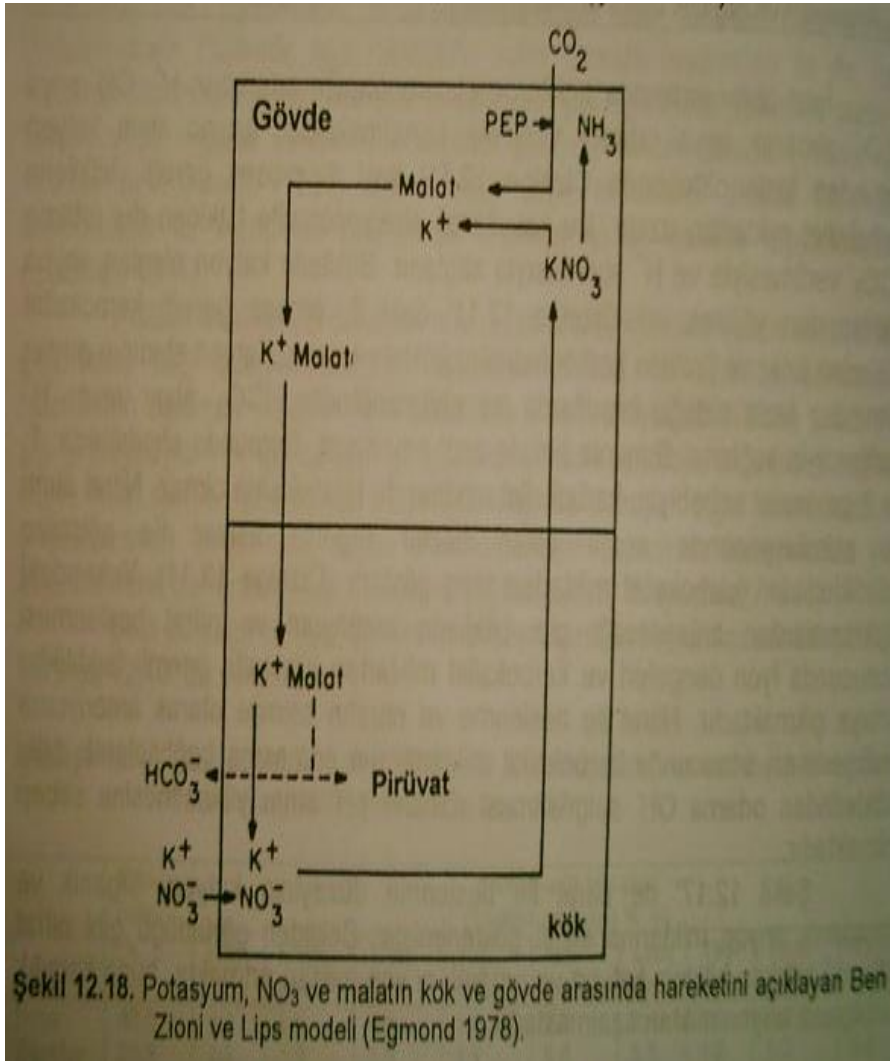 CO₂
Gövde
PEP NH₃
Malat
K⁺
KNO₃
K⁺ Malat
K⁺ Malat
HCO₃⁻ Pirüvat
K⁺ K⁺
NO₃⁻ NO₃⁻
kök
Şekil 12.18. Potasyum, NO₃ ve malatın kök ve gövde arasında hareketini açıklayan Ben
Zioni ve Lips modeli (Egmond 1978).